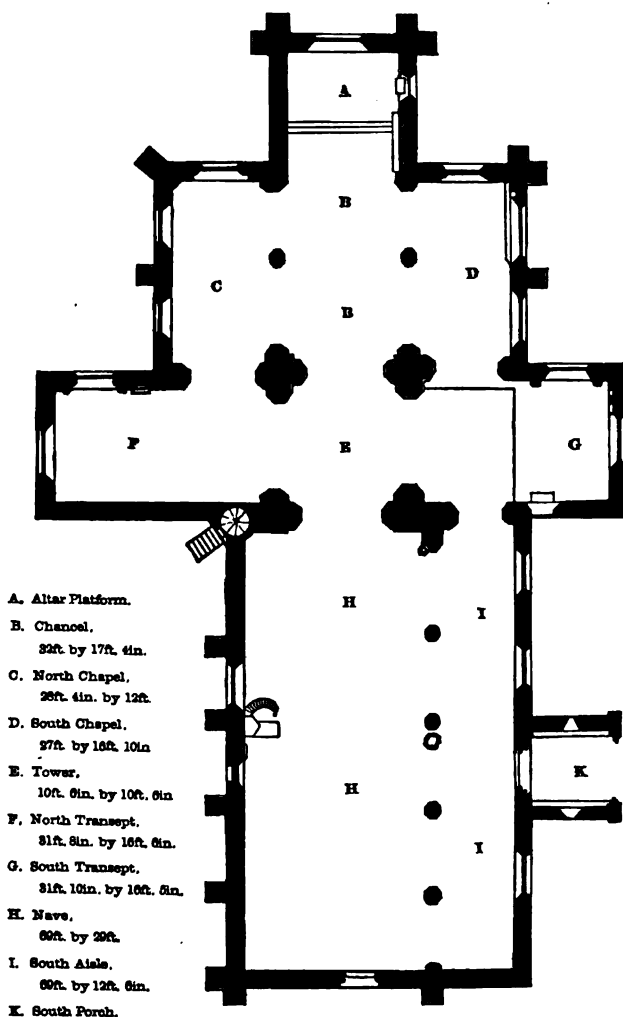 A
B
C
D
B
F
E
G
H
I
H
K
I
A. Altar Platform.
B. Chancel,
32ft. by 17ft. 4in.
C. North Chapel,
26ft. 4in. by 12ft.
D. South Chapel,
27ft by 16ft. 10in
E. Tower,
10ft. 6in. by 10ft. 6in
F. North Transept,
31ft. 8in. by 16ft. 6in.
G. South Transept,
31ft. 10in. by 16ft. 5in.
H. Nave,
69ft. by 29ft.
I. South Aisle,
69ft. by 12ft. 6in.
K. South Porch.